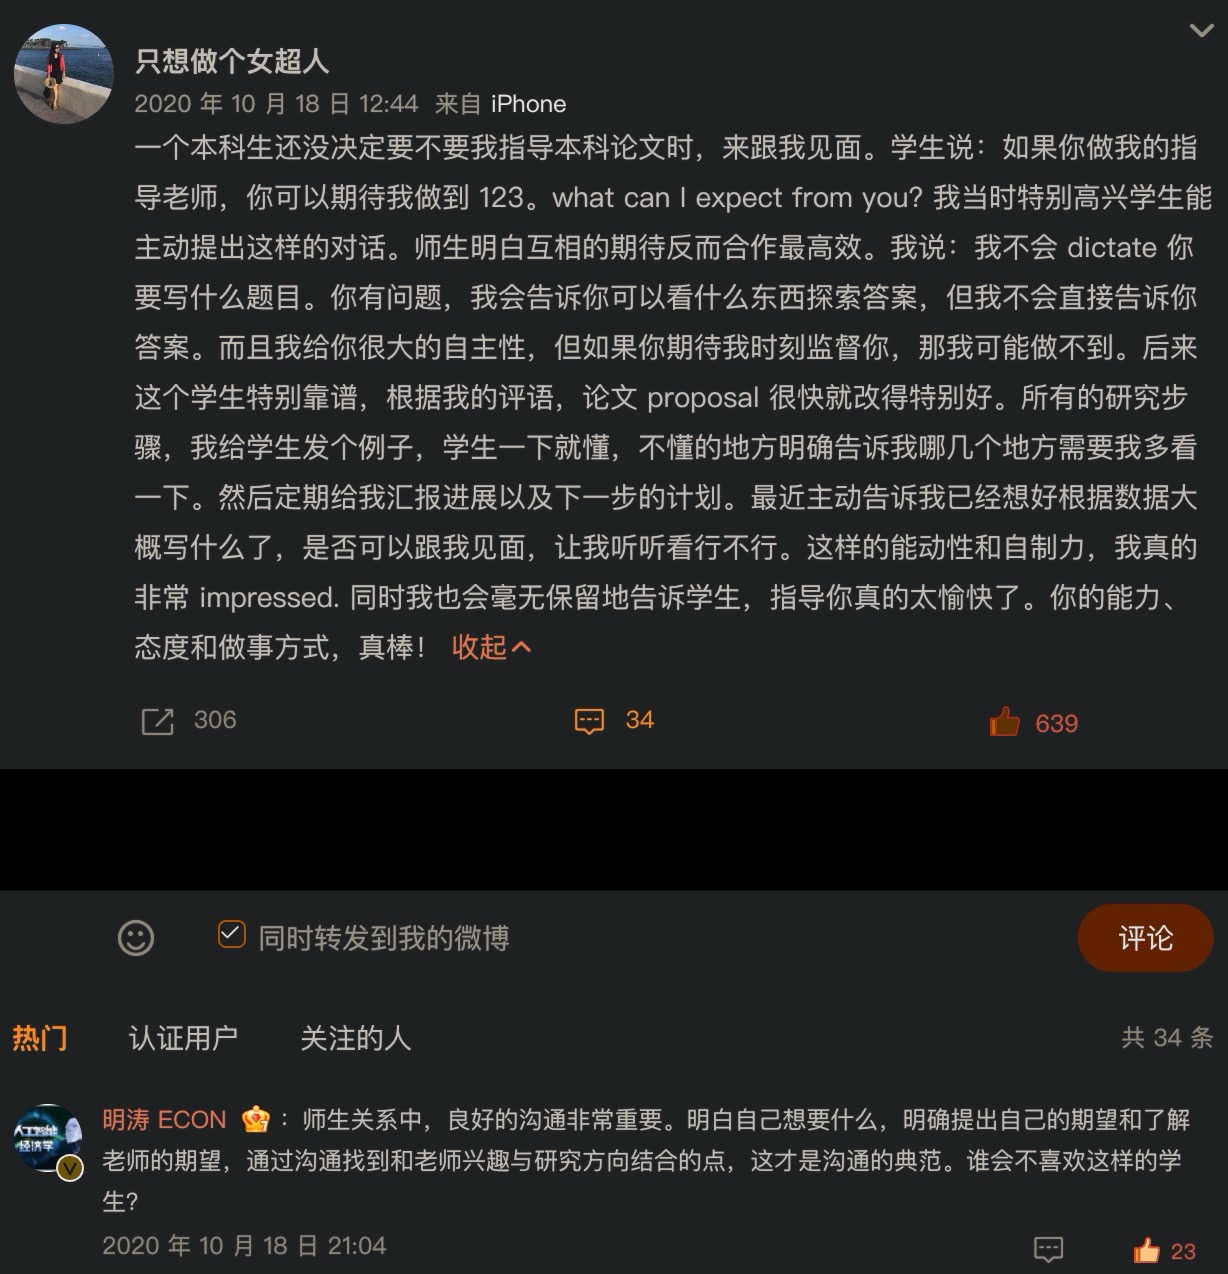 只想做个女超人
2020 年 10 月 18 日 12:44 来自 iPhone
一个本科生还没决定要不要我指导本科论文时，来跟我见面。学生说：如果你做我的指
导老师，你可以期待我做到 123。what can I expect from you? 我当时特别高兴学生能
主动提出这样的对话。师生明白互相的期待反而合作最高效。我说：我不会 dictate 你
要写什么题目。你有问题，我会告诉你可以看什么东西探索答案，但我不会直接告诉你
答案。而且我给你很大的自主性，但如果你期待我时刻监督你，那我可能做不到。后来
这个学生特别靠谱，根据我的评语，论文 proposal 很快就改得特别好。所有的研究步
骤，我给学生发个例子，学生一下就懂，不懂的地方明确告诉我哪几个地方需要我多看
一下。然后定期给我汇报进展以及下一步的计划。最近主动告诉我已经想好根据数据大
概写什么了，是否可以跟我见面，让我听听看行不行。这样的能动性和自制力，我真的
非常 impressed. 同时我也会毫无保留地告诉学生，指导你真的太愉快了。你的能力、
态度和做事方式，真棒！ 收起
306 34 639
同时转发到我的微博 评论
热门 认证用户 关注的人 共 34 条
人工智能
经济学
明涛 ECON ：师生关系中，良好的沟通非常重要。明白自己想要什么，明确提出自己的期望和了解
老师的期望，通过沟通找到和老师兴趣与研究方向结合的点，这才是沟通的典范。谁会不喜欢这样的学
生？
2020 年 10 月 18 日 21:04 23